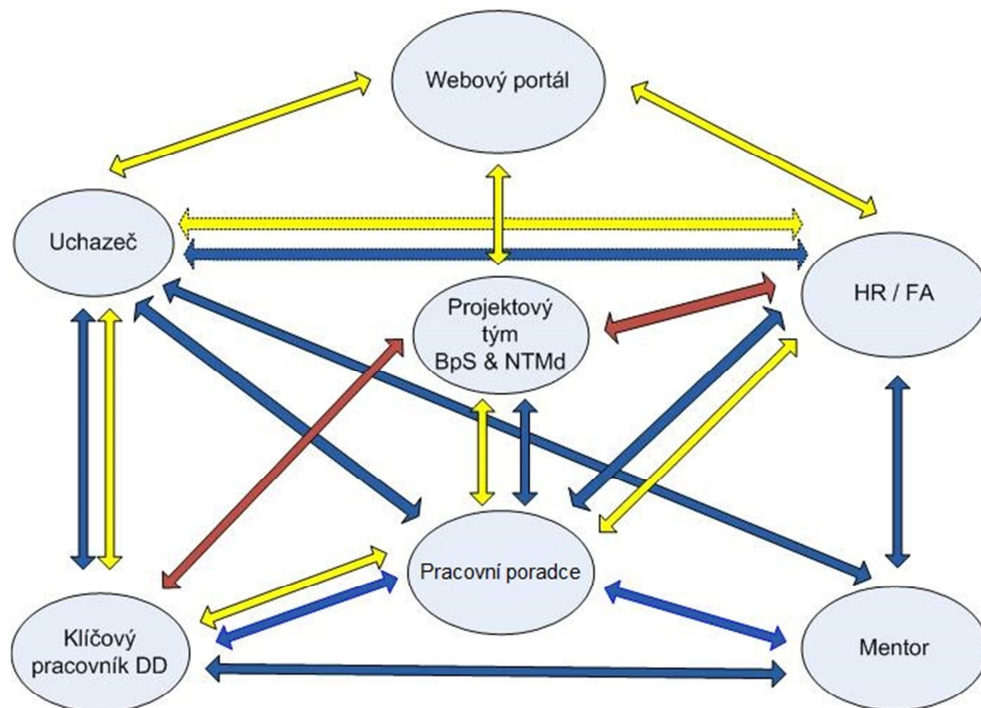 Webový portál
Uchazeč
HR / FA
Projektový
tým
BpS & NTMd
Pracovní poradce
Klíčový
pracovník DD
Mentor